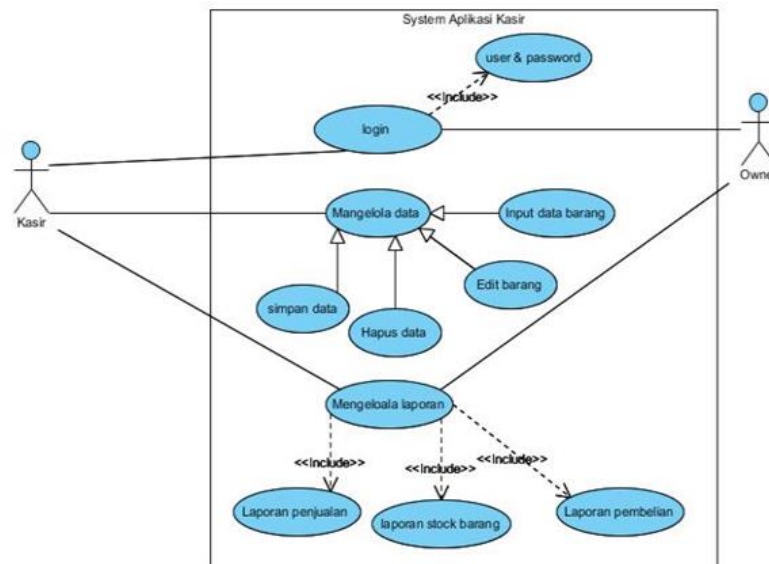 System Aplikasi Kasir
user & password
<<Include>>
login
Kasir
Owne
Mangelola data
Input data barang
Edit barang
simpan data
Hapus data
Mengeloala laporan
<<Include>>
<<Include>>
<<Include>>
Laporan penjualan
laporan stock barang
Laporan pembelian